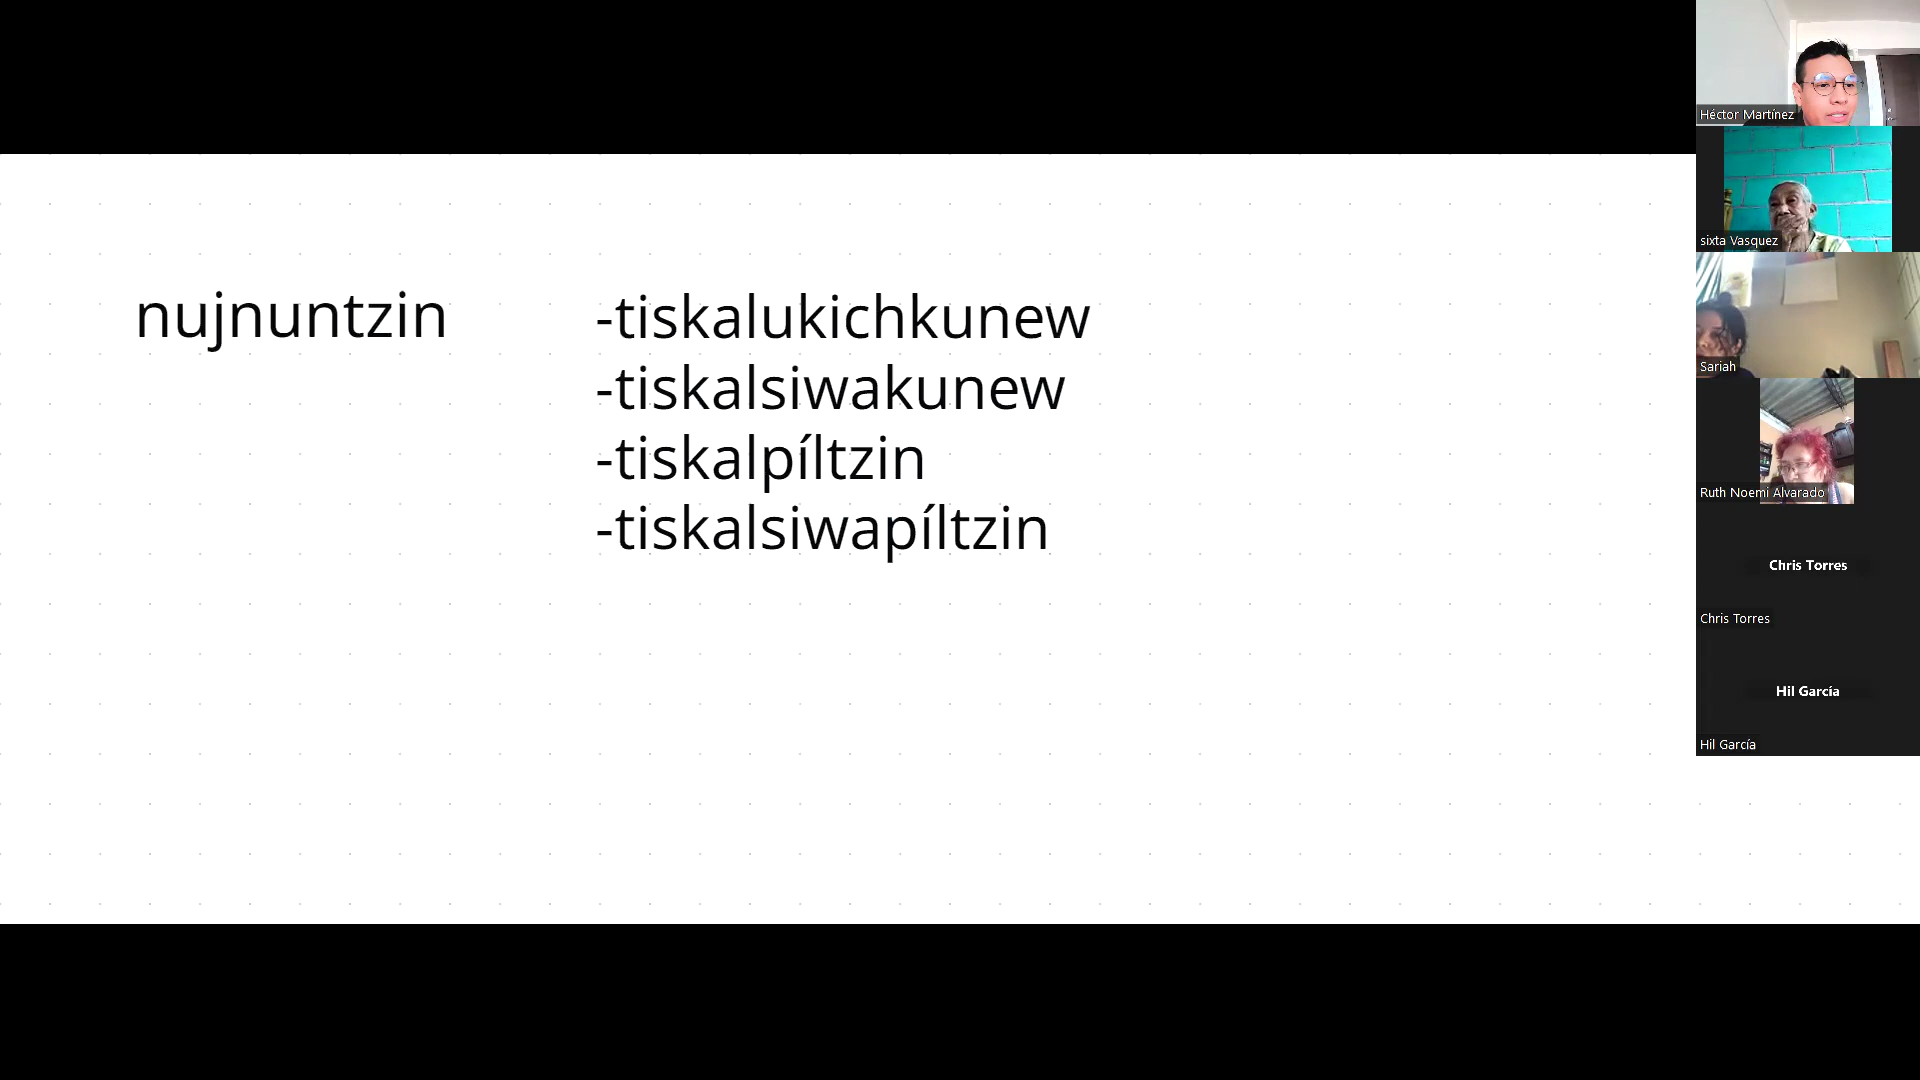 nujnuntzin
-tiskalukichkunew
-tiskalsiwakunew
-tiskalpíltzin
-tiskalsiwapíltzin
Héctor Martínez
sixta Vasquez
Sariah
Ruth Noemi Alvarado
Chris Torres
Chris Torres
Hil García
Hil García